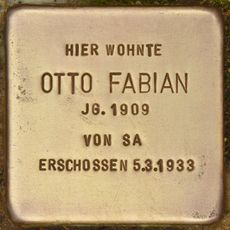 HIER WOHNTE
OTTO FABIAN
JG. 1909
VON SA
ERSCHOSSEN 5.3.1933